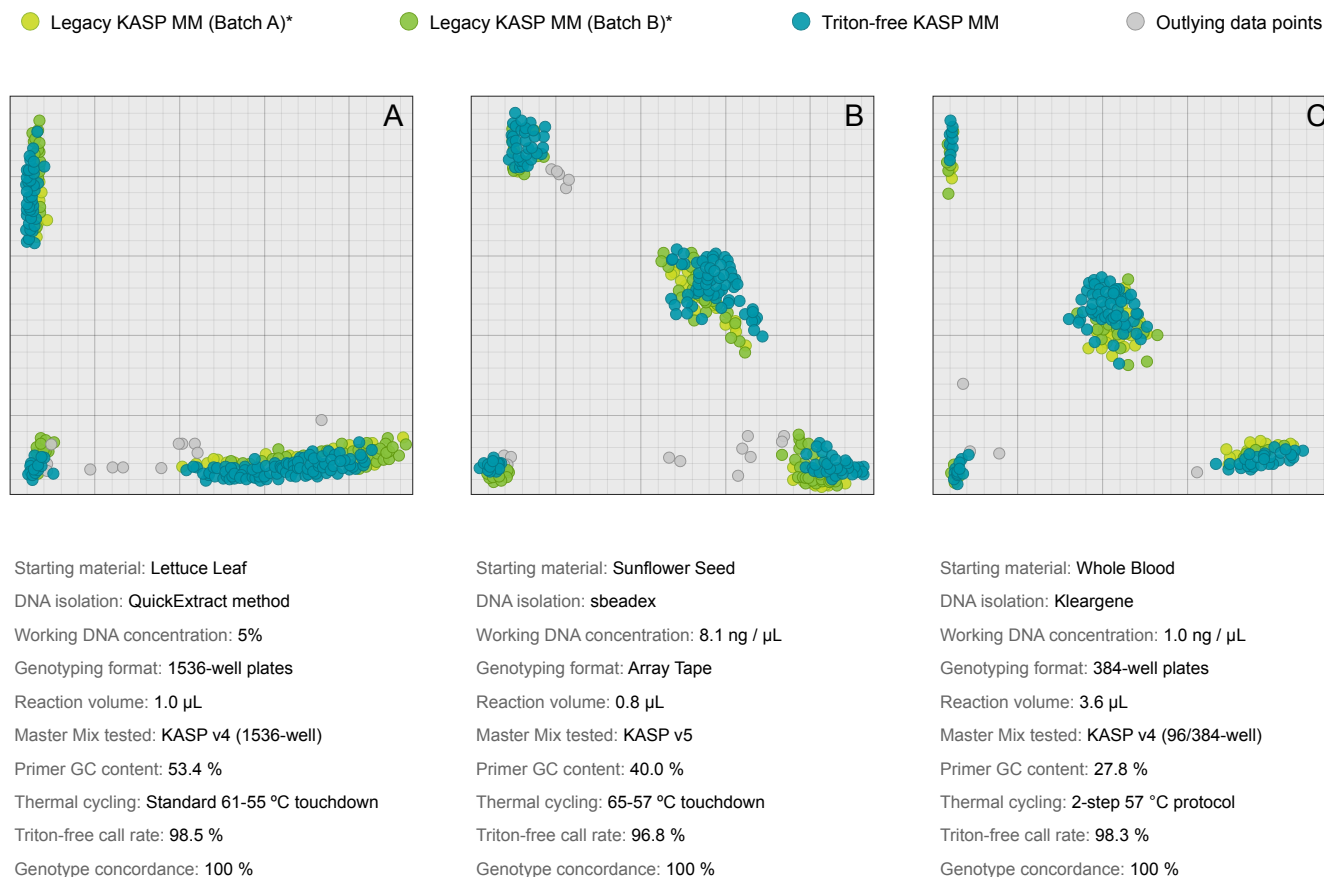 Legacy KASP MM (Batch A)* Legacy KASP MM (Batch B)* Triton-free KASP MM Outlying data points
A B C
Starting material: Lettuce Leaf
DNA isolation: QuickExtract method
Working DNA concentration: 5%
Genotyping format: 1536-well plates
Reaction volume: 1.0 µL
Master Mix tested: KASP v4 (1536-well)
Primer GC content: 53.4 %
Thermal cycling: Standard 61-55 ºC touchdown
Triton-free call rate: 98.5 %
Genotype concordance: 100 %
Starting material: Sunflower Seed
DNA isolation: sbeadex
Working DNA concentration: 8.1 ng / µL
Genotyping format: Array Tape
Reaction volume: 0.8 µL
Master Mix tested: KASP v5
Primer GC content: 40.0 %
Thermal cycling: 65-57 ºC touchdown
Triton-free call rate: 96.8 %
Genotype concordance: 100 %
Starting material: Whole Blood
DNA isolation: Kleargene
Working DNA concentration: 1.0 ng / µL
Genotyping format: 384-well plates
Reaction volume: 3.6 µL
Master Mix tested: KASP v4 (96/384-well)
Primer GC content: 27.8 %
Thermal cycling: 2-step 57 °C protocol
Triton-free call rate: 98.3 %
Genotype concordance: 100 %